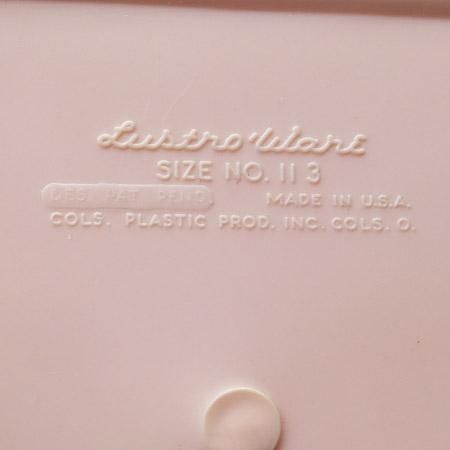 Lustro Ware
SIZE NO. 11 3
DES PAT PEND. MADE IN U.S.A.
COLS. PLASTIC PROD. INC. COLS. O.